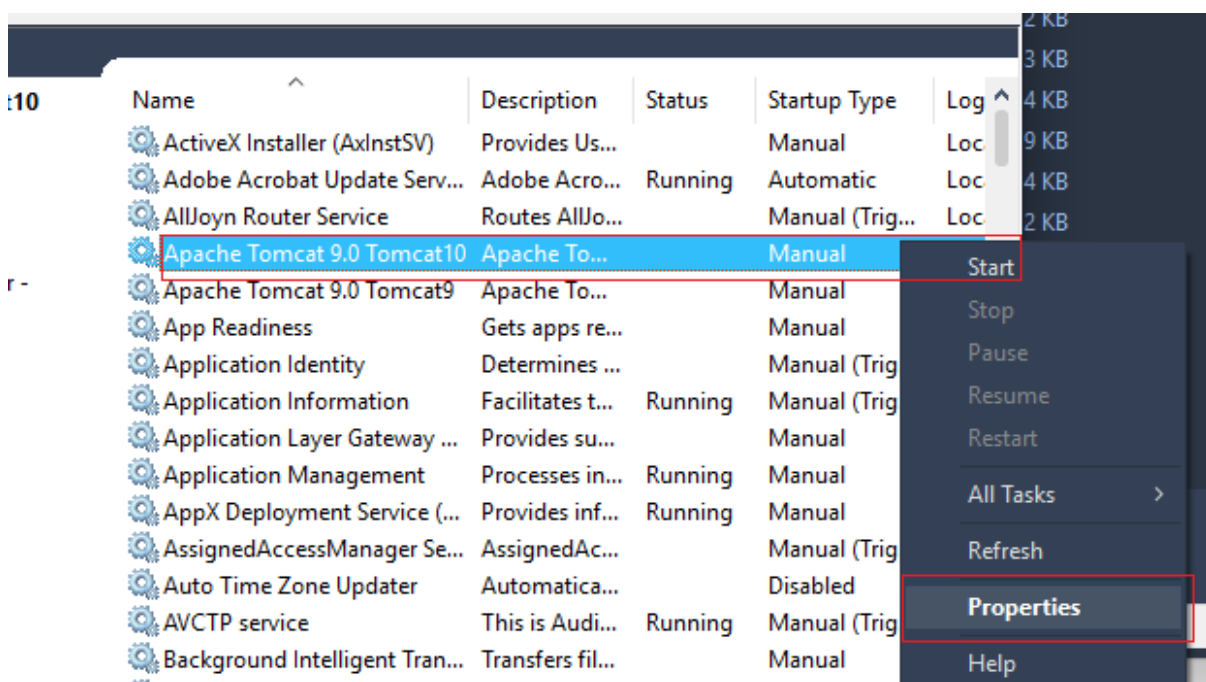 2 KB
3 KB
t10 Name Description Status Startup Type Log 4 KB
ActiveX Installer (AxInstSV) Provides Us... Manual Loc 9 KB
Adobe Acrobat Update Serv... Adobe Acro... Running Automatic Loc 4 KB
AllJoyn Router Service Routes AllJo... Manual (Trig... Loc 2 KB
Apache Tomcat 9.0 Tomcat10 Apache To... Manual
Start
r - Apache Tomcat 9.0 Tomcat9 Apache To... Manual
Stop
App Readiness Gets apps re... Manual
Pause
Application Identity Determines ... Manual (Trig
Resume
Application Information Facilitates t... Running Manual (Trig
Restart
Application Layer Gateway ... Provides su... Manual
Application Management Processes in... Running Manual
All Tasks >
AppX Deployment Service (... Provides inf... Running Manual
AssignedAccessManager Se... AssignedAc... Manual (Trig
Refresh
Auto Time Zone Updater Automatica... Disabled
Properties
AVCTP service This is Audi... Running Manual (Trig
Background Intelligent Tran... Transfers fil... Manual
Help